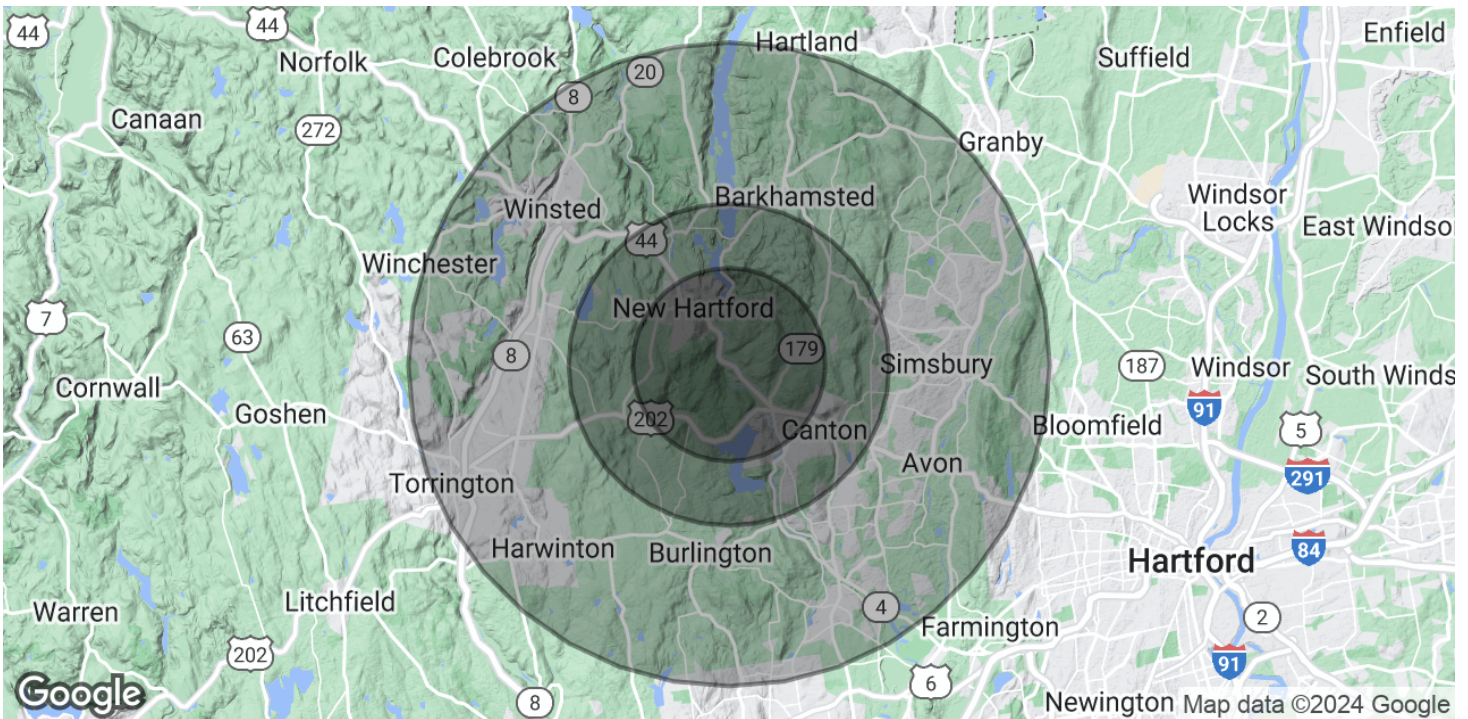 44
44
Enfield
Hartland
Suffield
Colebrook
Norfolk
20
8
Canaan
272
Granby
Windsor
Locks
Barkhamsted
Winsted
East Windso
44
Winchester
New Hartford
7
63
8
179
Simsbury
187
Windsor
South Winds
Cornwall
Goshen
91
202
Canton
Bloomfield
5
Avon
291
Torrington
Harwinton
Burlington
Hartford
84
Litchfield
Warren
4
2
Farmington
202
91
6
Google
8
Newington
Map data ©2024 Google